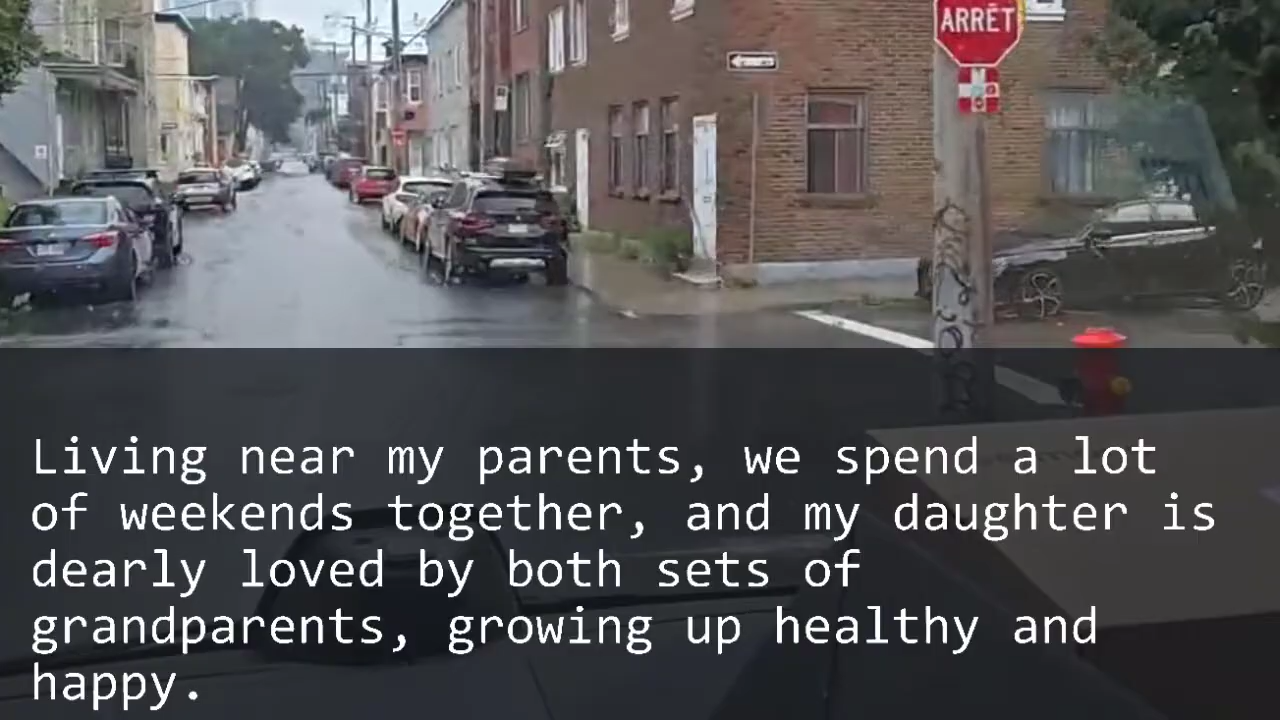 ARRÊT
Living near my parents, we spend a lot
of weekends together, and my daughter is
dearly loved by both sets of
grandparents, growing up healthy and
happy.